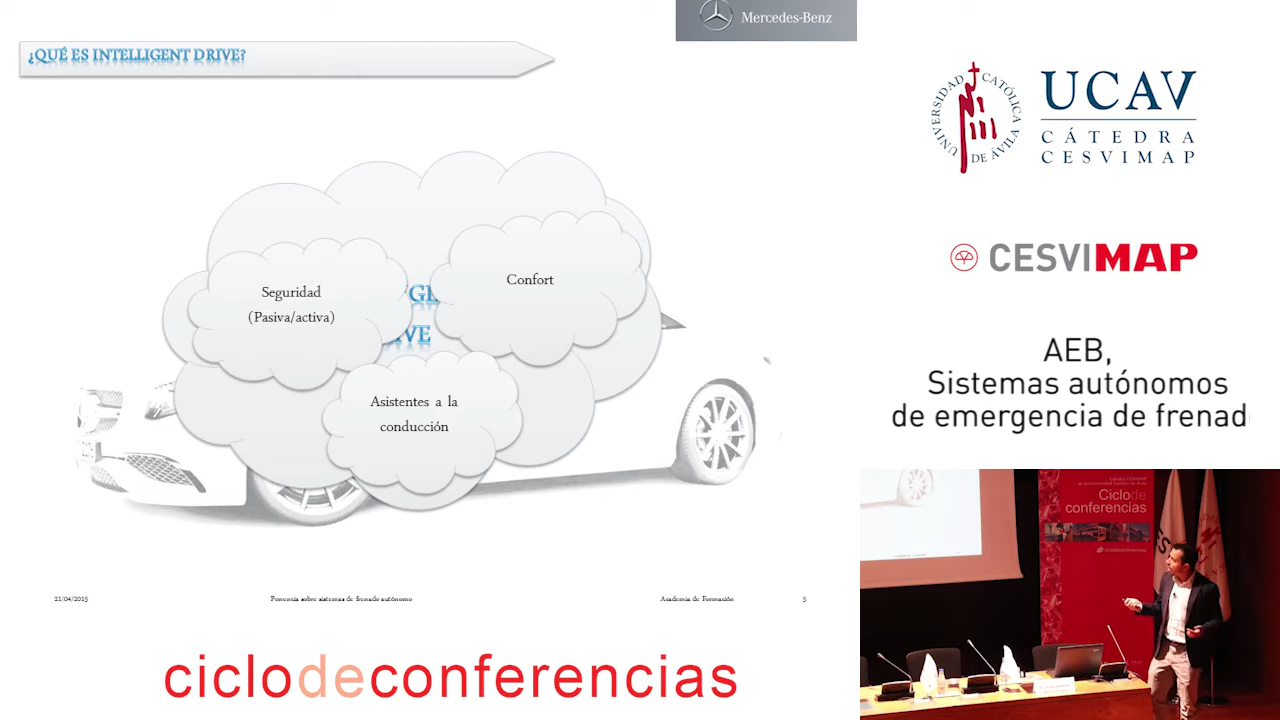 Mercedes-Benz
¿QUÉ ES INTELLIGENT DRIVE?
Seguridad
(Pasiva/activa)
Confort
Asistentes a la
conducción
21/04/2015
Ponencia sobre sistemas de frenado autónomo
Academia de Formación
5
ciclodeconferencias
UNIVERSIDAD CATÓLICA DE ÁVILA
UCAV
CÁTEDRA
CESVIMAP
CESVIMAP
AEB,
Sistemas autónomos
de emergencia de frenad
Ciclode
conferencias